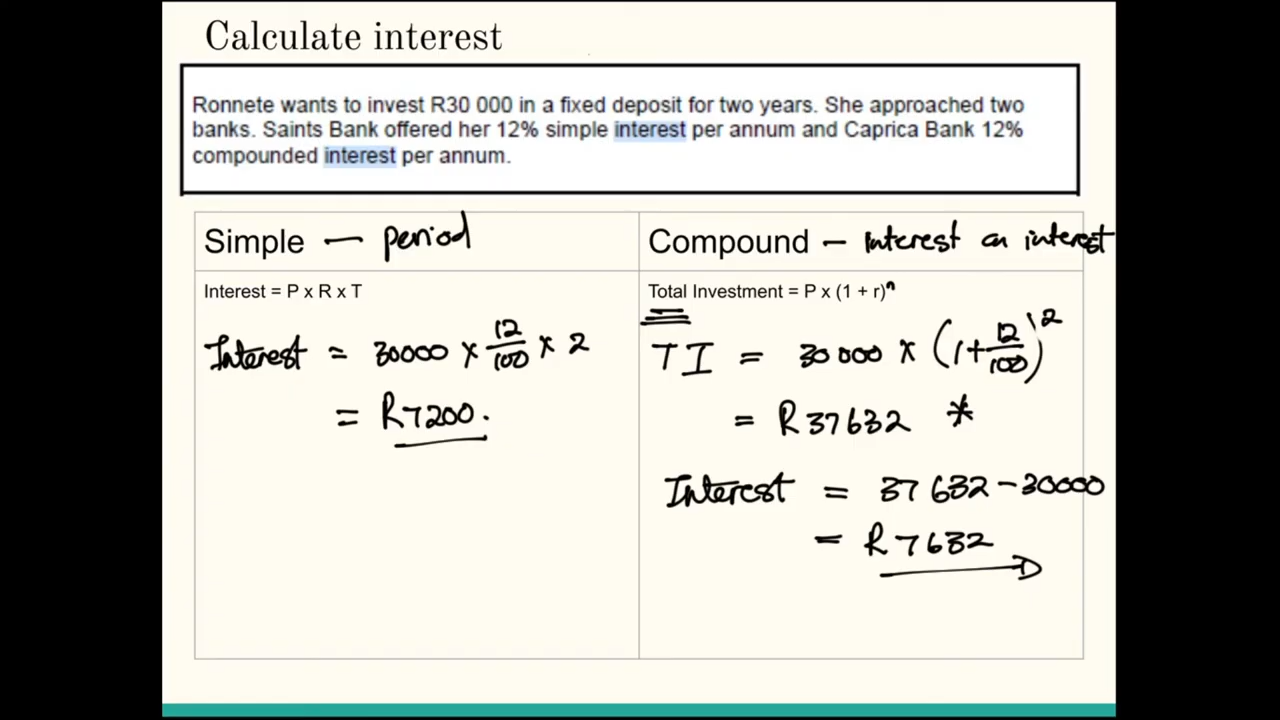 Calculate interest
Ronnete wants to invest R30 000 in a fixed deposit for two years. She approached two
banks. Saints Bank offered her 12% simple interest per annum and Caprica Bank 12%
compounded interest per annum.
Simple — period
Interest = P x R x T
Interest = 30000 × 12/100 × 2
= R7200.
Compound — interest on interest
Total Investment = P x (1 + r)ⁿ
TI = 30 000 × (1 + 12/100)²
= R37632 *
Interest = 37 632 - 30000
= R7632